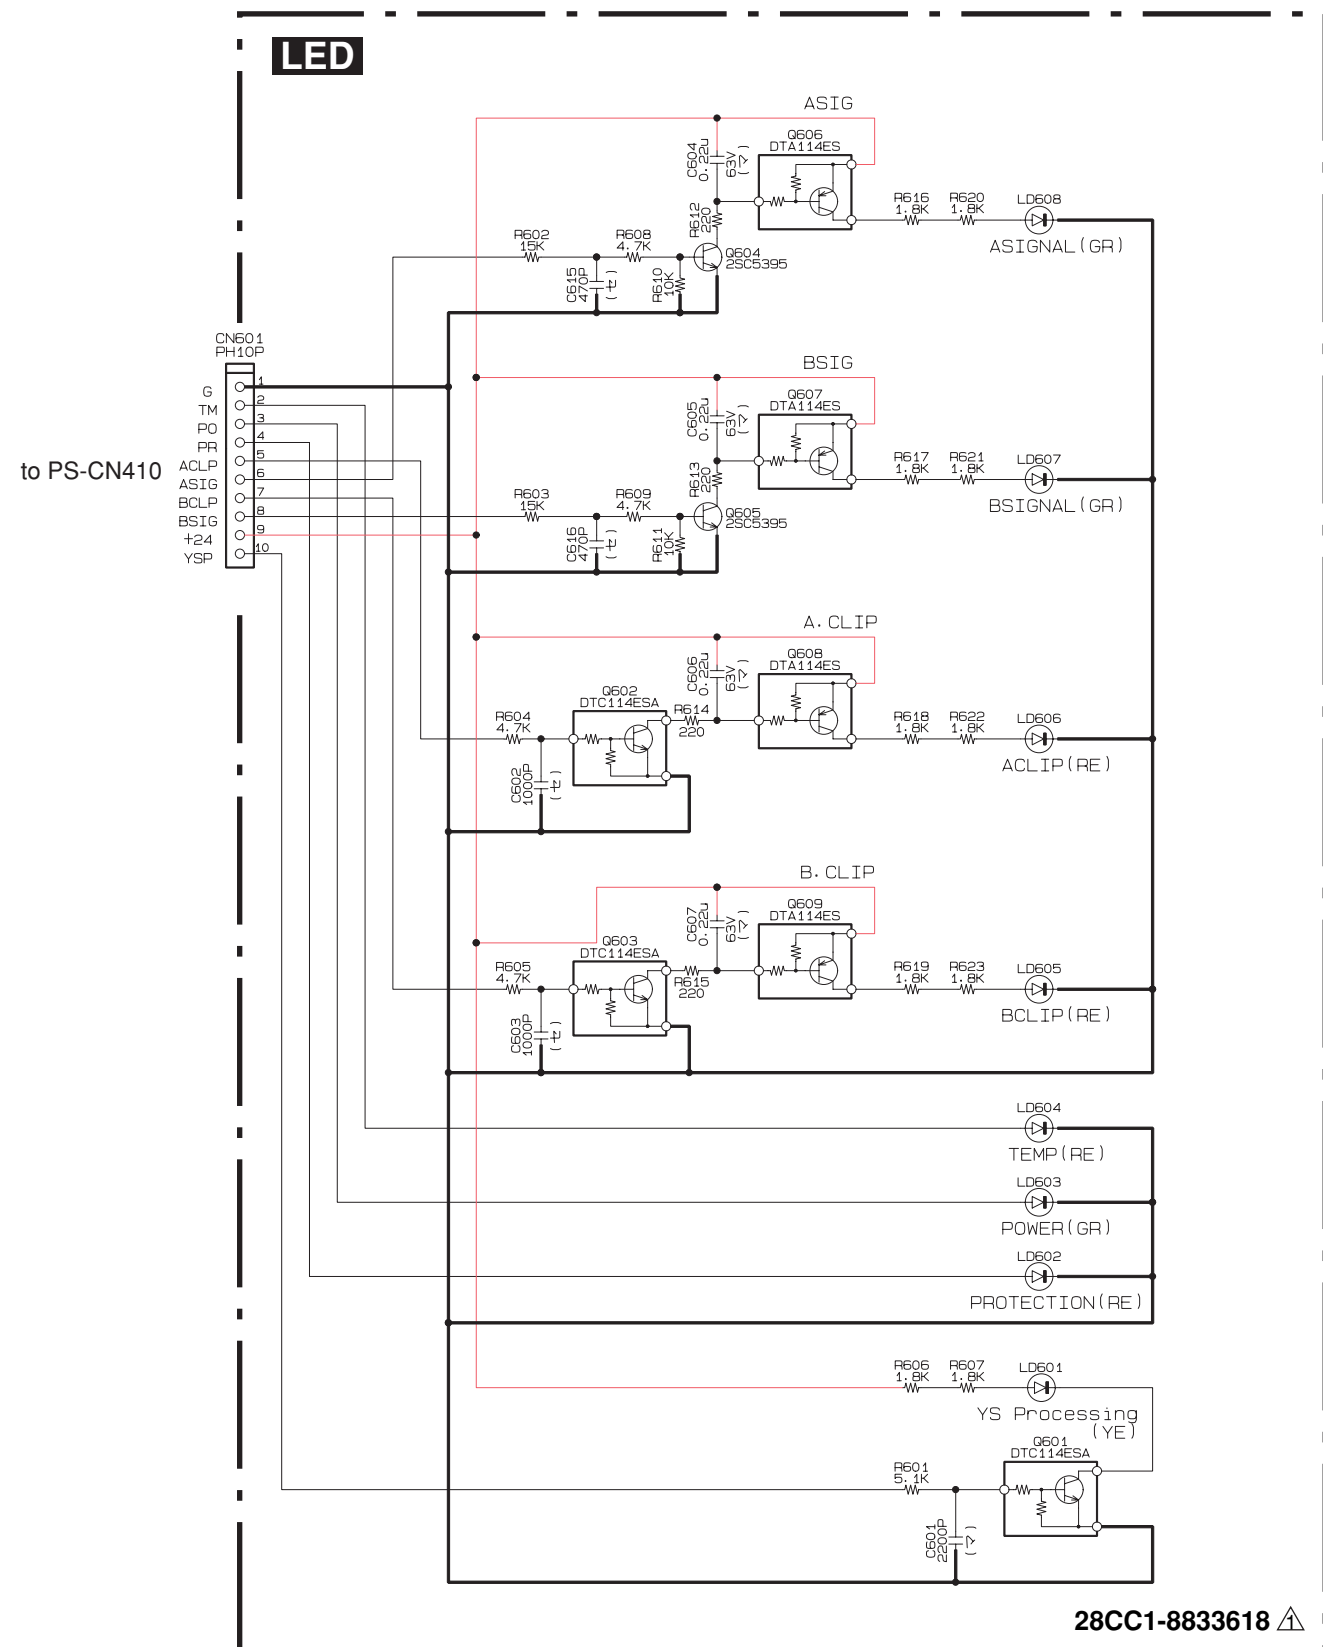 LED
ASIG
Q606
DTA114ES
C604
0.22u
63V
(マ)
R612
220
R616
1.8K
R620
1.8K
LD608
ASIGNAL(GR)
R602
15K
R608
4.7K
Q604
2SC5395
C615
470P
(セ)
R610
10K
CN601
PH10P
BSIG
Q607
DTA114ES
C605
0.22u
63V
(マ)
R613
220
R617
1.8K
R621
1.8K
LD607
BSIGNAL(GR)
G 1
TM 2
PO 3
PR 4
ACLP 5
ASIG 6
BCLP 7
BSIG 8
+24 9
YSP 10
to PS-CN410
R603
15K
R609
4.7K
Q605
2SC5395
C616
470P
(セ)
R611
10K
A.CLIP
Q608
DTA114ES
C606
0.22u
63V
(マ)
Q602
DTC114ESA
R614
220
R604
4.7K
C602
1000P
(セ)
R618
1.8K
R622
1.8K
LD606
ACLIP(RE)
B.CLIP
Q609
DTA114ES
C607
0.22u
63V
(マ)
Q603
DTC114ESA
R615
220
R605
4.7K
C603
1000P
(セ)
R619
1.8K
R623
1.8K
LD605
BCLIP(RE)
LD604
TEMP(RE)
LD603
POWER(GR)
LD602
PROTECTION(RE)
R606
1.8K
R607
1.8K
LD601
YS Processing
(YE)
Q601
DTC114ESA
R601
5.1K
C601
2200P
(マ)
28CC1-8833618 1